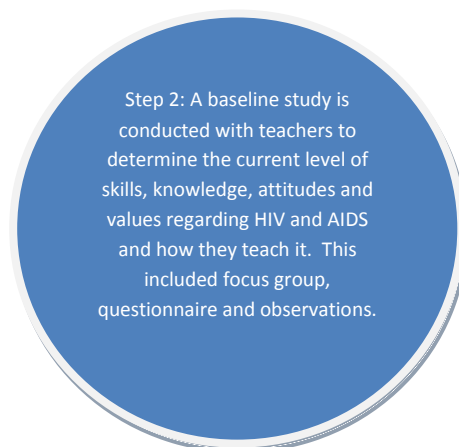 Step 2: A baseline study is
conducted with teachers to
determine the current level of
skills, knowledge, attitudes and
values regarding HIV and AIDS
and how they teach it.  This
included focus group,
questionnaire and observations.